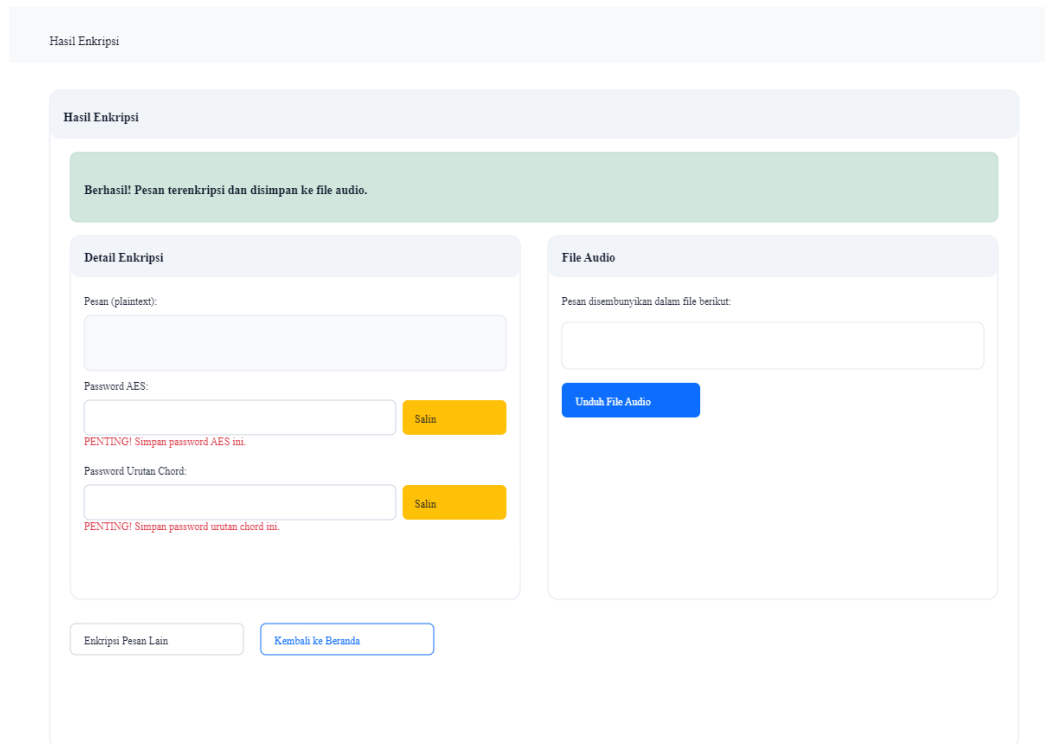 Hasil Enkripsi
Hasil Enkripsi
Berhasil! Pesan terenkripsi dan disimpan ke file audio.
Detail Enkripsi
Pesan (plaintext):
Password AES:
Salin
PENTING! Simpan password AES ini.
Password Urutan Chord:
Salin
PENTING! Simpan password urutan chord ini.
File Audio
Pesan disembunyikan dalam file berikut:
Unduh File Audio
Enkripsi Pesan Lain
Kembali ke Beranda